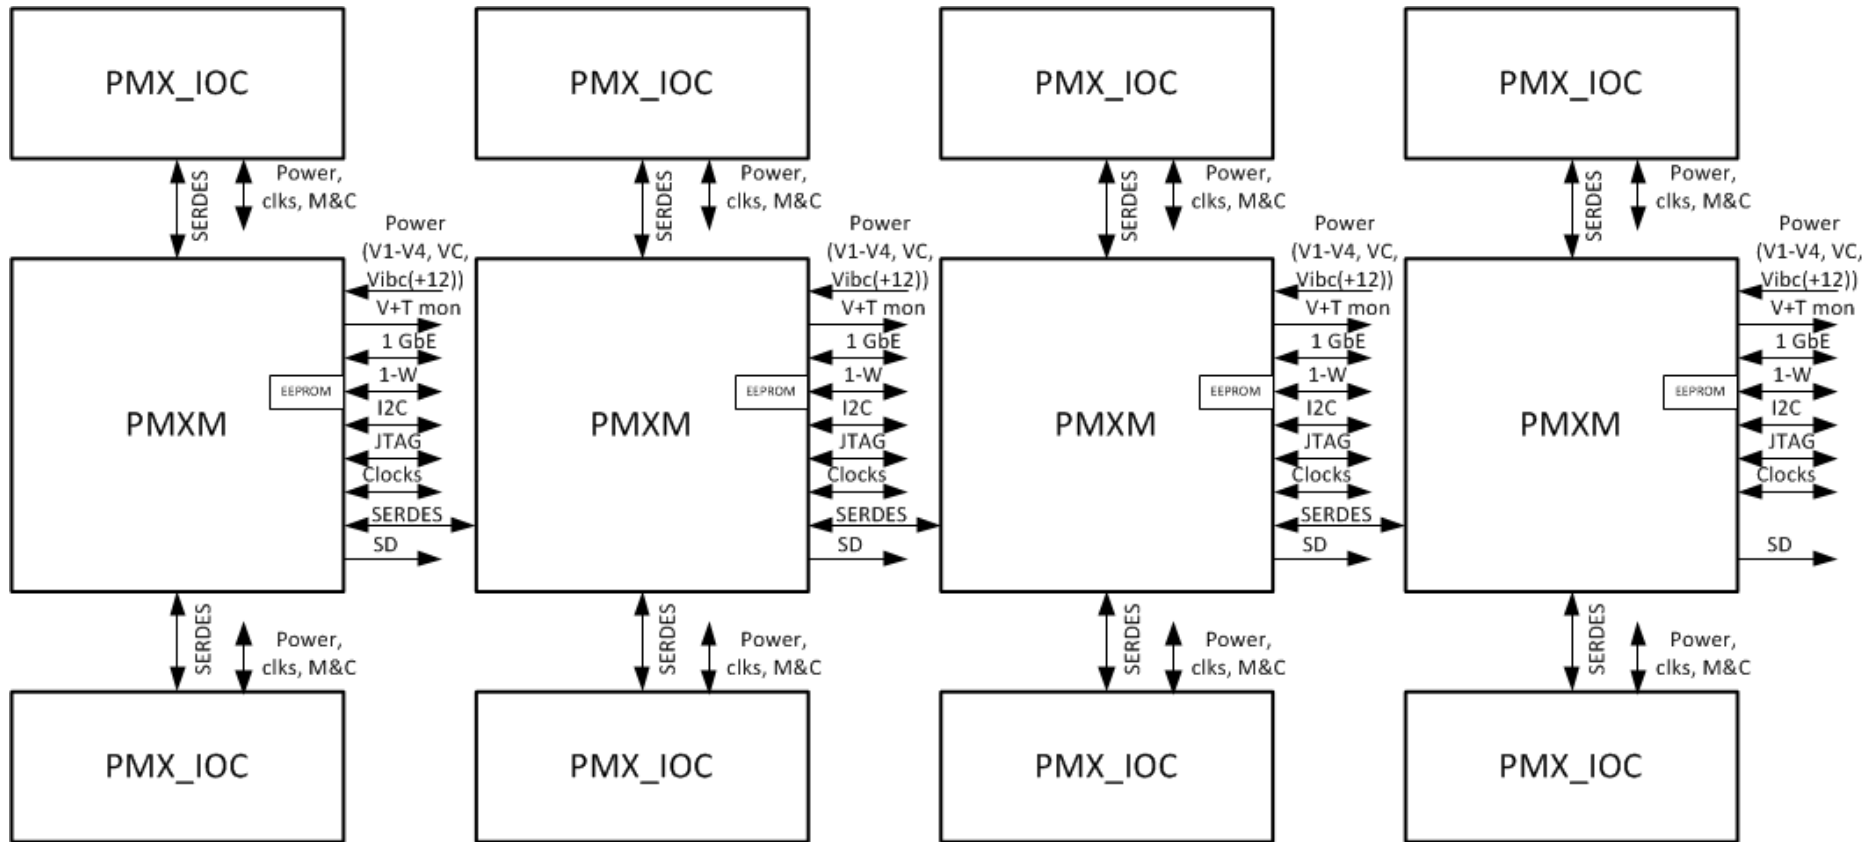 PMX_IOC
PMX_IOC
PMX_IOC
PMX_IOC
SERDES
Power,
clks, M&C
SERDES
Power,
clks, M&C
SERDES
Power,
clks, M&C
SERDES
Power,
clks, M&C
PMXM
EEPROM
Power
(V1-V4, VC,
Vibc(+12))
V+T mon
1 GbE
1-W
I2C
JTAG
Clocks
SERDES
SD
PMXM
EEPROM
Power
(V1-V4, VC,
Vibc(+12))
V+T mon
1 GbE
1-W
I2C
JTAG
Clocks
SERDES
SD
PMXM
EEPROM
Power
(V1-V4, VC,
Vibc(+12))
V+T mon
1 GbE
1-W
I2C
JTAG
Clocks
SERDES
SD
PMXM
EEPROM
Power
(V1-V4, VC,
Vibc(+12))
V+T mon
1 GbE
1-W
I2C
JTAG
Clocks
SD
SERDES
Power,
clks, M&C
SERDES
Power,
clks, M&C
SERDES
Power,
clks, M&C
SERDES
Power,
clks, M&C
PMX_IOC
PMX_IOC
PMX_IOC
PMX_IOC